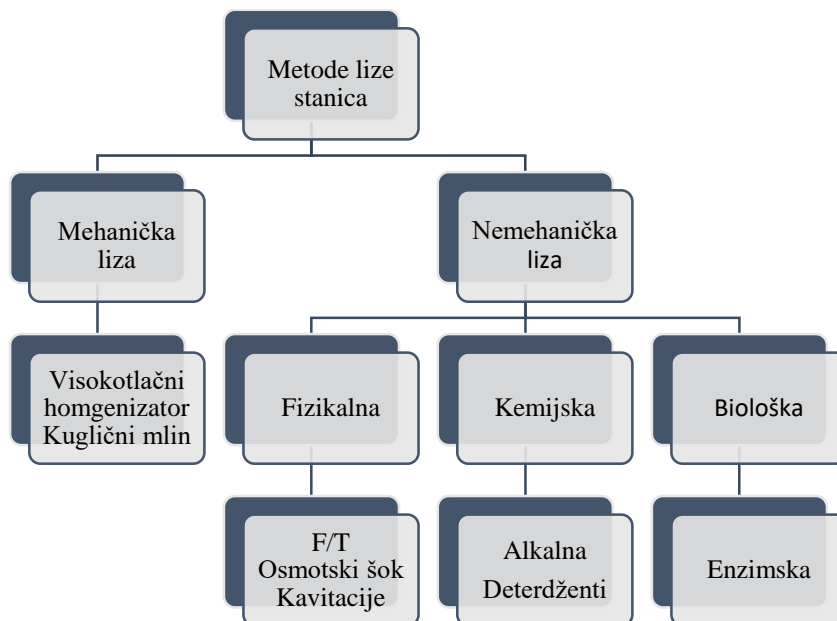 Metode lize
stanica
Mehanička
liza
Nemehanička
liza
Visokotlačni
homgenizator
Kuglični mlin
Fizikalna
Kemijska
Biološka
F/T
Osmotski šok
Kavitacije
Alkalna
Deterdženti
Enzimska